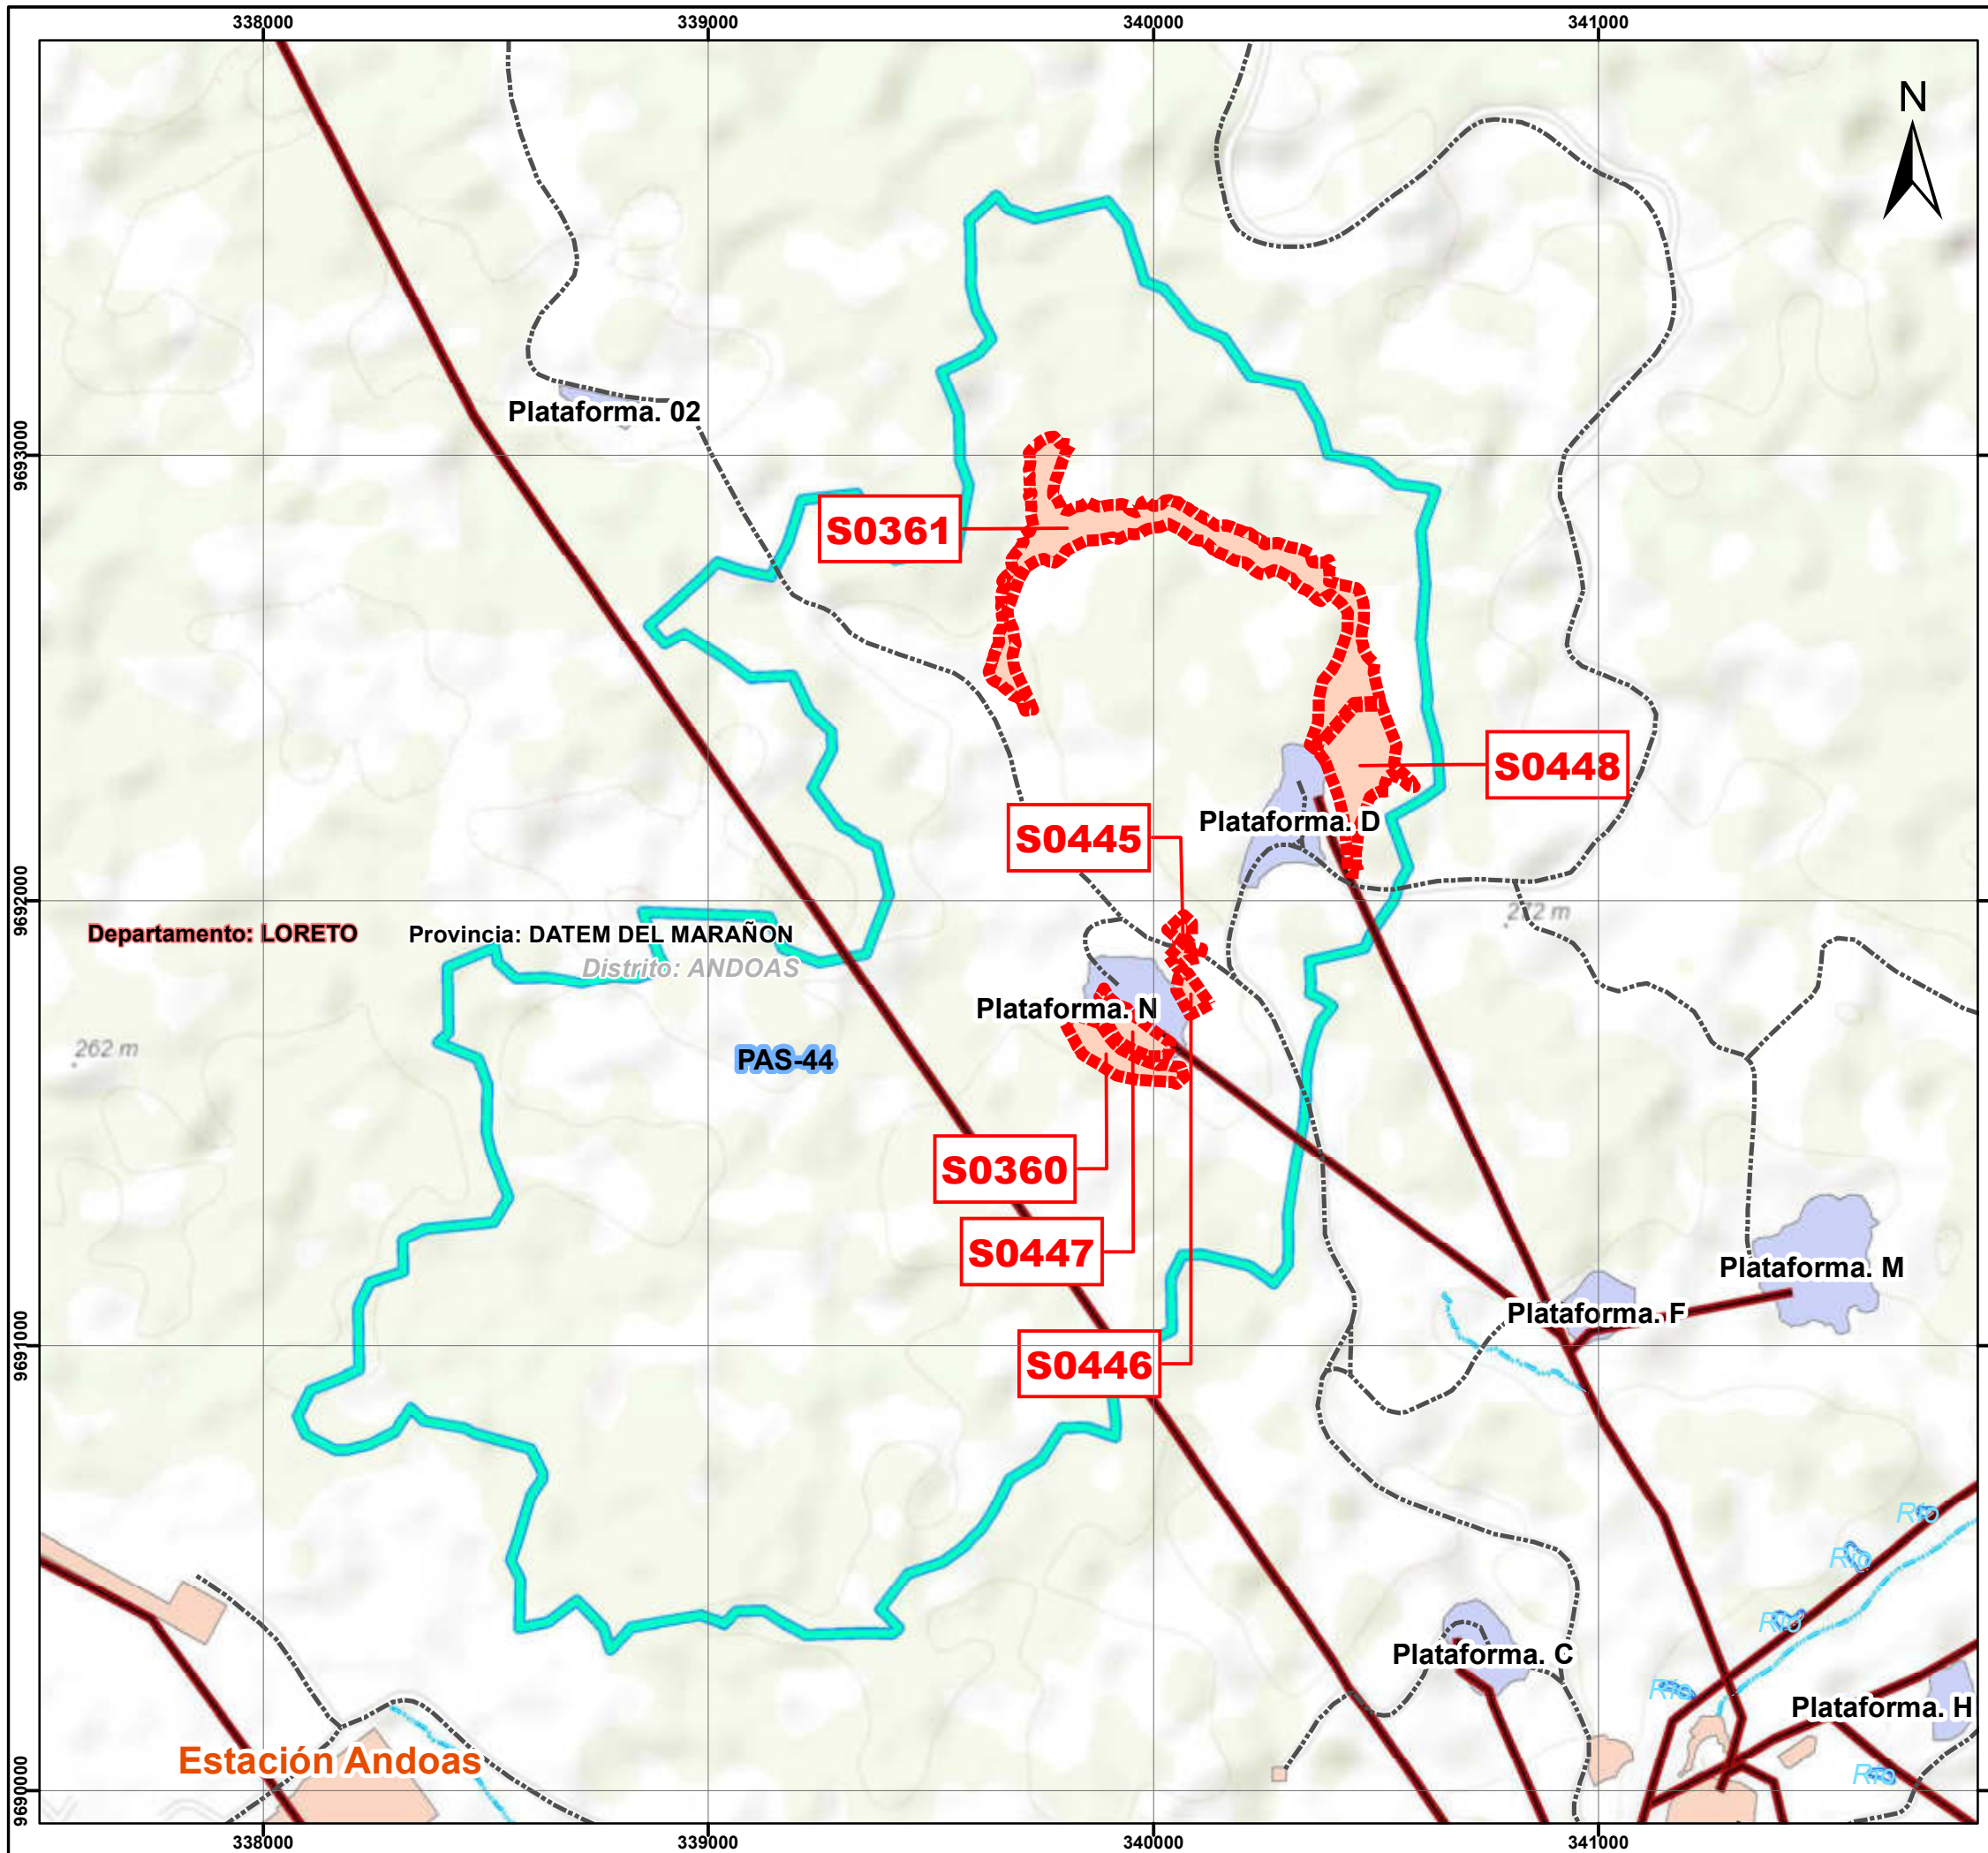 338000
339000
340000
341000
N
Plataforma. 02
9693000
S0361
S0448
S0445
Plataforma. D
9692000
272 m
Departamento: LORETO
Provincia: DATEM DEL MARAÑON
Distrito: ANDOAS
Plataforma. N
262 m
PAS-44
S0360
S0447
Plataforma. M
Plataforma. F
9691000
S0446
Río
Río
Río
Plataforma. C
Río
Plataforma. H
Estación Andoas
Río
9690000
338000
339000
340000
341000